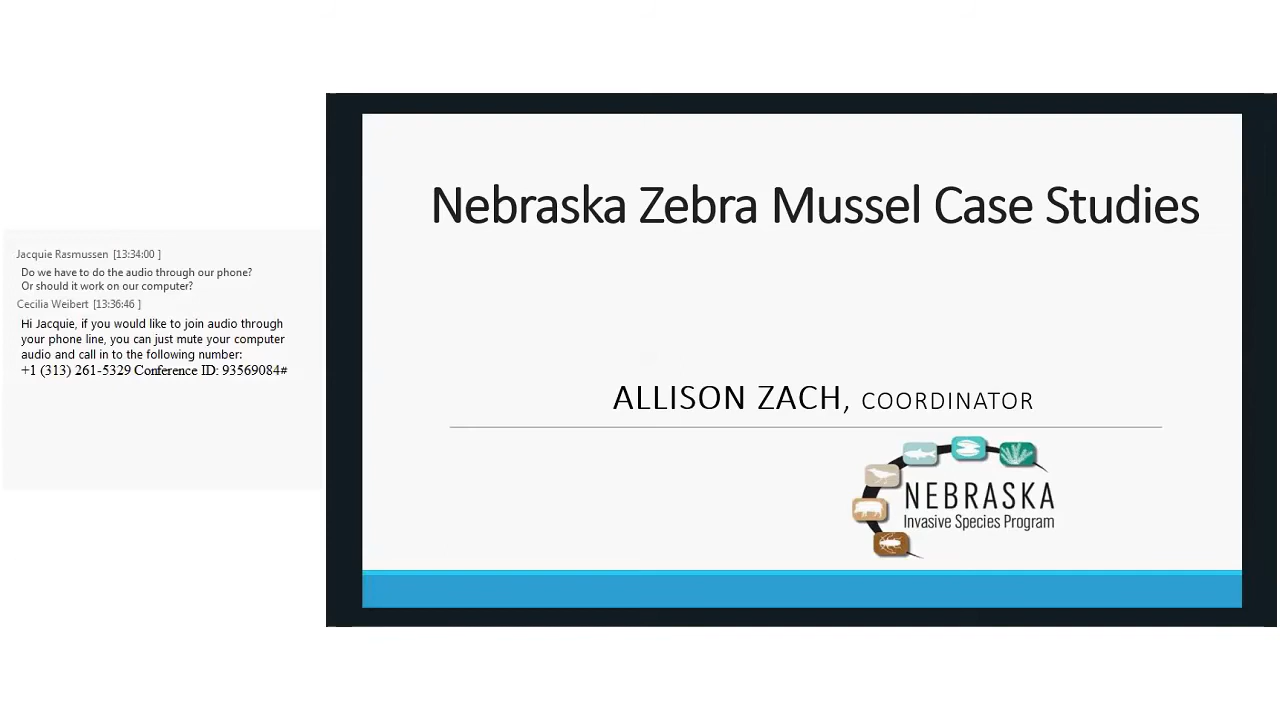 Jacquie Rasmussen [13:34:00 ]
Do we have to do the audio through our phone?
Or should it work on our computer?
Cecilia Weibert [13:36:46 ]
Hi Jacquie, if you would like to join audio through
your phone line, you can just mute your computer
audio and call in to the following number:
+1 (313) 261-5329 Conference ID: 93569084#
Nebraska Zebra Mussel Case Studies
ALLISON ZACH, COORDINATOR
NEBRASKA
Invasive Species Program